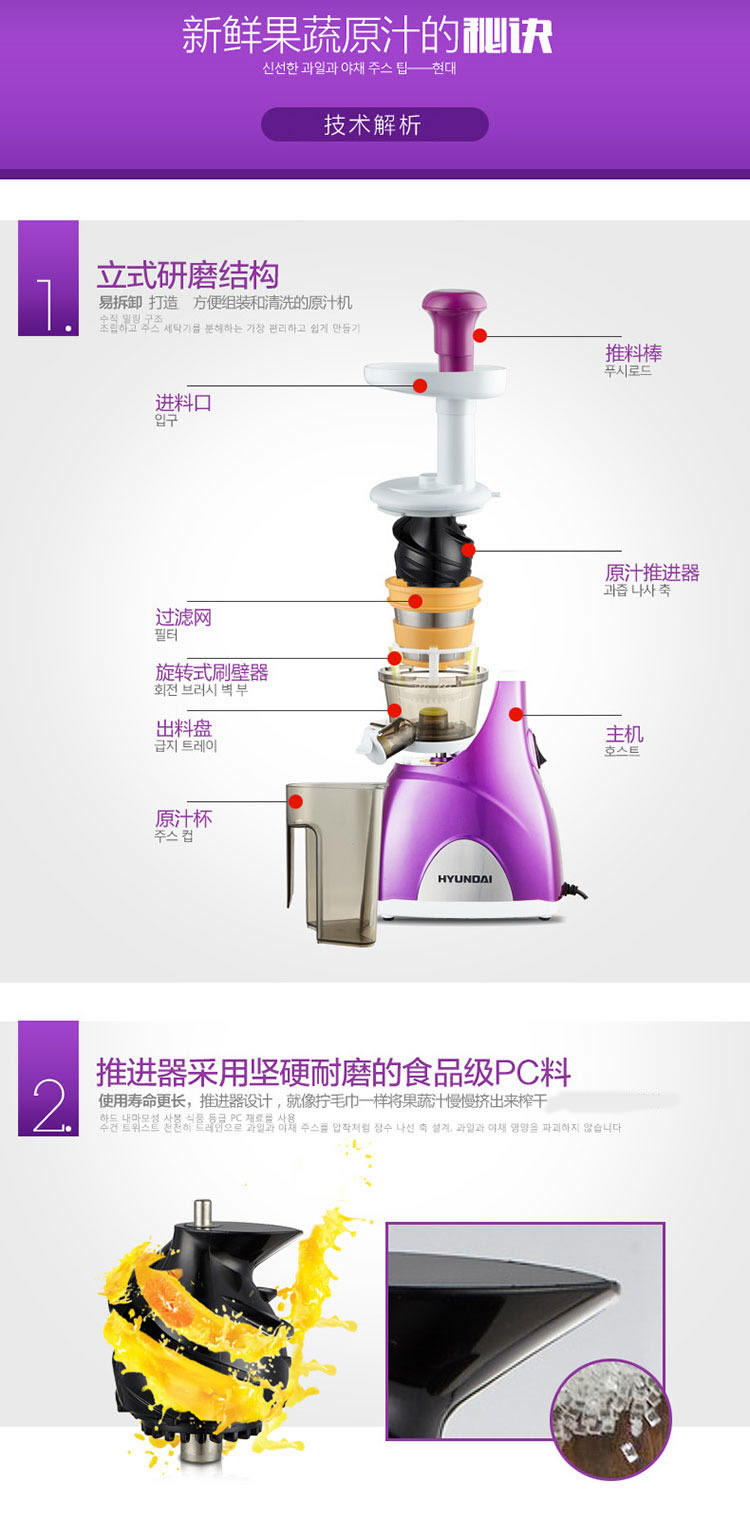 新鲜果蔬原汁的秘诀
신선한 과일과 야채 주스 팁——현대
技术解析
1.
立式研磨结构
易拆卸 打造 方便组装和清洗的原汁机
수직 밀링 구조
조립하고 주스 세탁기를 분해하는 가장 편리하고 쉽게 만들기
推料棒
푸시로드
进料口
입구
原汁推进器
과즙 나사 축
过滤网
필터
旋转式刷壁器
회전 브러시 벽 부
出料盘
급지 트레이
主机
호스트
原汁杯
주스 컵
HYUNDAI
2.
推进器采用坚硬耐磨的食品级PC料
使用寿命更长，推进器设计，就像拧毛巾一样将果蔬汁慢慢挤出来榨干
하드 내마모성 사봉 식품 등급 PC 재료를 사용
수건 트위스트 천천히 드레인으로 과일과 야채 주스를 압착처럼 장수 나선 축 설계, 과일과 야채 영양을 파괴하지 않습니다